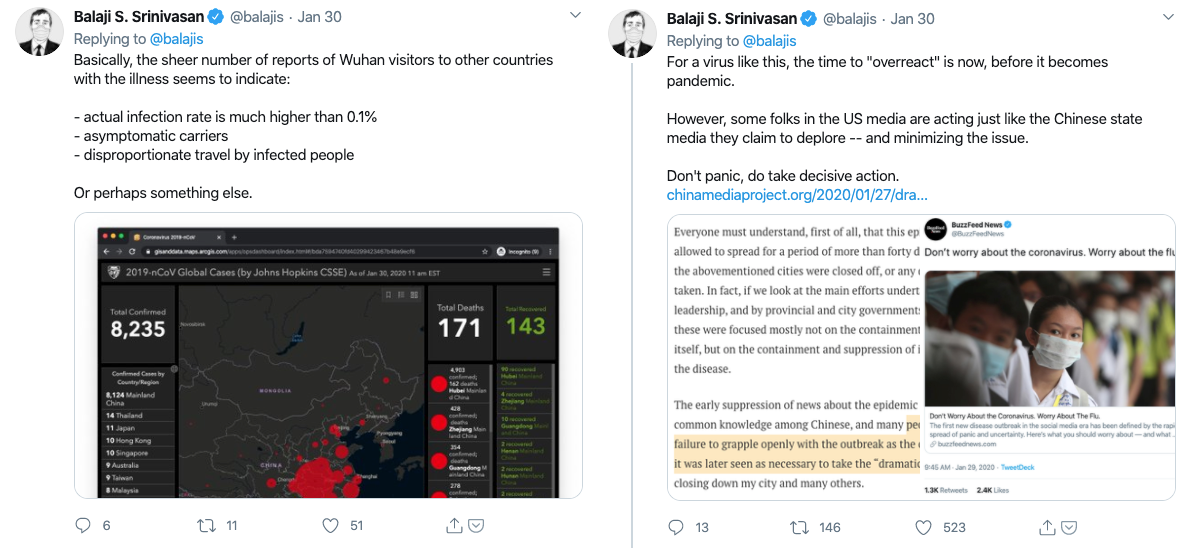 Balaji S. Srinivasan @balajis · Jan 30
Replying to @balajis
Basically, the sheer number of reports of Wuhan visitors to other countries
with the illness seems to indicate:
- actual infection rate is much higher than 0.1%
- asymptomatic carriers
- disproportionate travel by infected people
Or perhaps something else.
Coronavirus 2019-nCoV
Incognito (9)
2019-nCoV Global Cases (by Johns Hopkins CSSE) As of Jan 30, 2020 11 am EST
Total Confirmed
8,235
Confirmed Cases by
Country/Region
8,124 Mainland
China
14 Thailand
11 Japan
10 Hong Kong
10 Singapore
9 Australia
9 Taiwan
8 Malaysia
MONGOLIA
CHINA
Shanghai
Total Deaths
171
4,903
confirmed;
162 deaths
Hubei Mainlan
d China
428
confirmed;
Zhejiang Main
land China
354
confirmed;
Guangdong M
ainland China
278
confirmed;
Total Recovered
143
90 recovered
Hubei Mainland
China
4 recovered
Zhejiang Mainland
China
10 recovered
Guangdong Mainland
China
2 recovered
Henan Mainland
China
2 recovered
Hunan Mainland
China
6
11
51
Balaji S. Srinivasan @balajis · Jan 30
Replying to @balajis
For a virus like this, the time to "overreact" is now, before it becomes
pandemic.
However, some folks in the US media are acting just like the Chinese state
media they claim to deplore -- and minimizing the issue.
Don't panic, do take decisive action.
chinamediaproject.org/2020/01/27/dra...
Everyone must understand, first of all, that this ep
allowed to spread for a period of more than forty d
the abovementioned cities were closed off, or any
taken. In fact, if we look at the main efforts undert
leadership, and by provincial and city government
these were focused mostly not on the containment
itself, but on the containment and suppression of i
the disease.
The early suppression of news about the epidemic
common knowledge among Chinese, and many pe
failure to grapple openly with the outbreak as the
it was later seen as necessary to take the “dramatic
closing down my city and many others.
BuzzFeed News
@BuzzFeedNews
Don't worry about the coronavirus. Worry about the flu
Don't Worry About the Coronavirus. Worry About The Flu.
The first new disease outbreak in the social media era has been defined by the rapi
spread of panic and uncertainty. Here's what you should worry about — and what...
buzzfeednews.com
9:45 AM · Jan 29, 2020 · TweetDeck
1.3K Retweets 2.4K Likes
13
146
523